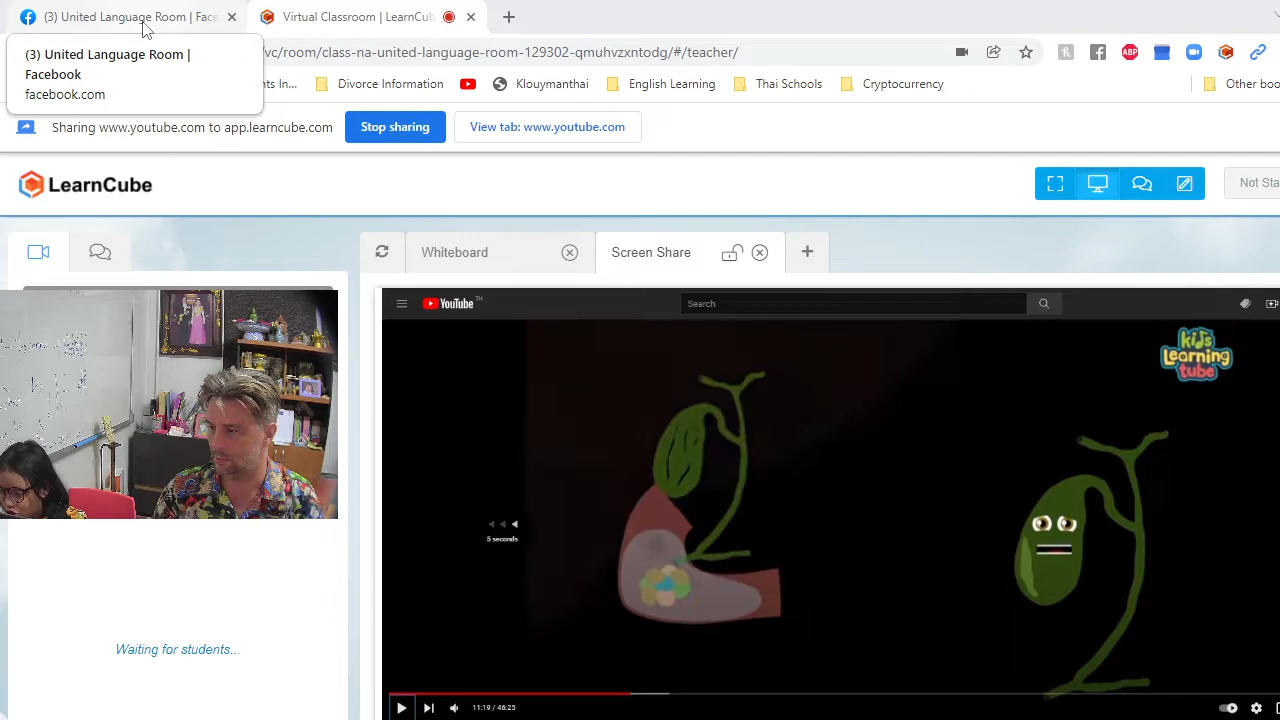 (3) United Language Room | Face
Virtual Classroom | LearnCub
(3) United Language Room |
Facebook
facebook.com
/vc/room/class-na-united-language-room-129302-qmuhvzxntodg/#/teacher/
ABP
nts In...
Divorce Information
Klouymanthai
English Learning
Thai Schools
Cryptocurrency
Other boo
Sharing www.youtube.com to app.learncube.com
Stop sharing
View tab: www.youtube.com
LearnCube
Not Sta
Whiteboard
Screen Share
YouTube TH
Search
kids
Learning
tube
5 seconds
Waiting for students...
11:19 / 46:25